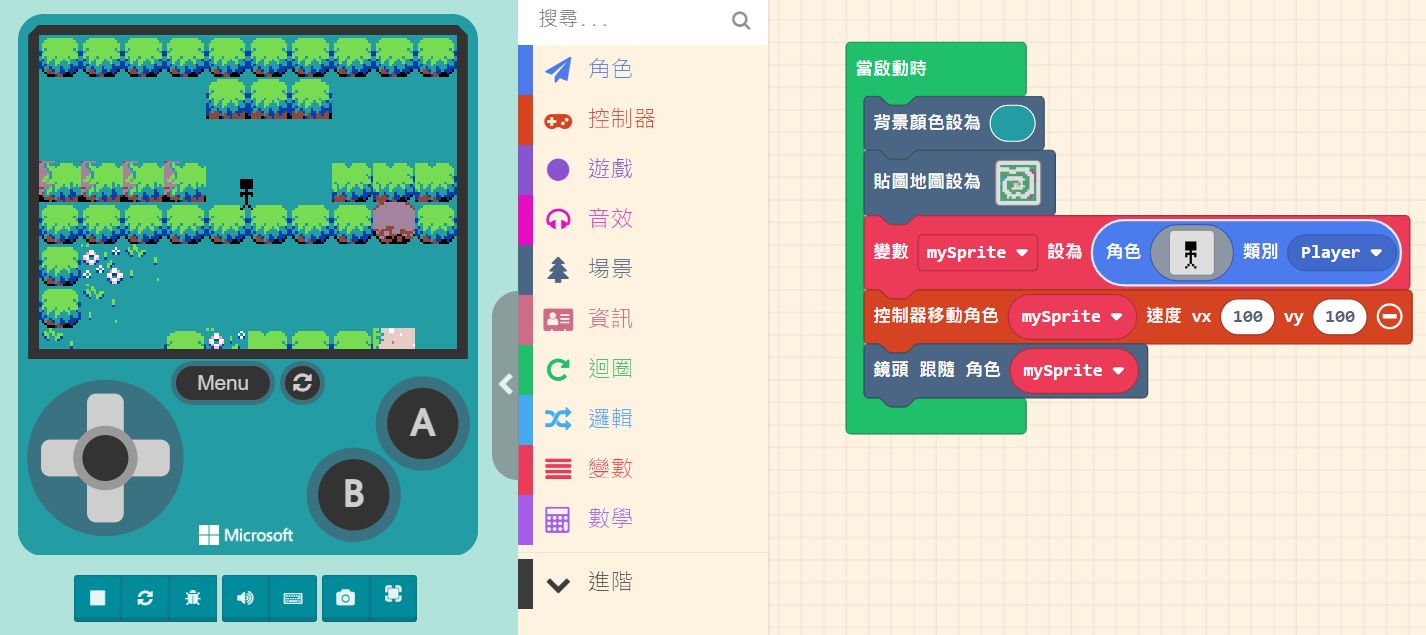 Menu
A
B
Microsoft
搜尋...
角色
控制器
遊戲
音效
場景
資訊
迴圈
邏輯
變數
數學
進階
當啟動時
背景顏色設為
貼圖地圖設為
變數 mySprite 設為 角色 類別 Player
控制器移動角色 mySprite 速度 vx 100 vy 100
鏡頭 跟隨 角色 mySprite